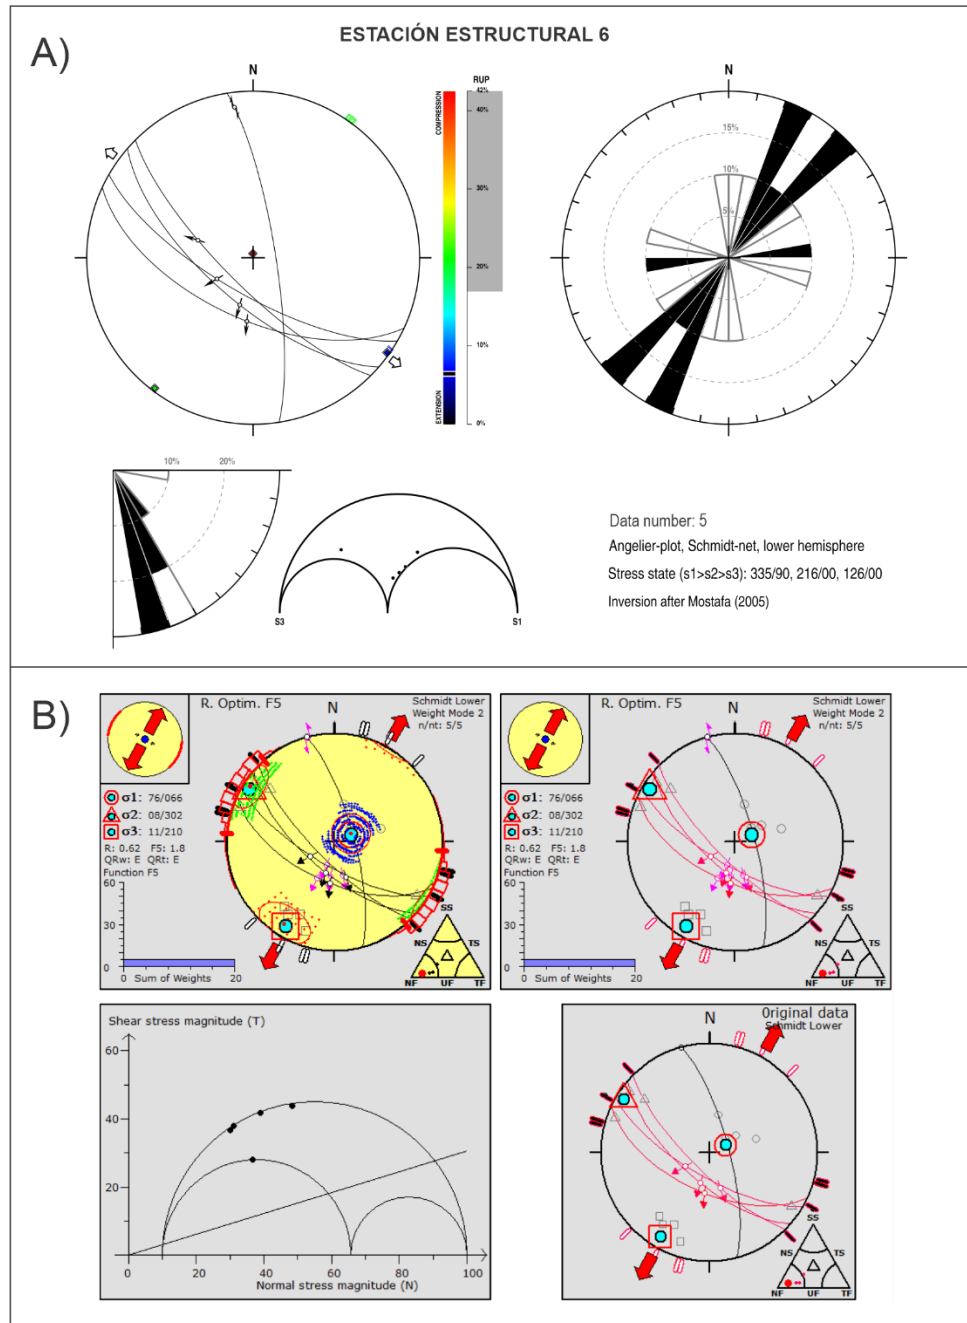 ESTACIÓN ESTRUCTURAL 6
A)
N
COMPRESSION
EXTENSION
RUP
42%
40%
30%
20%
10%
0%
N
15%
10%
5%
10%
20%
S3
S1
Data number: 5
Angelier-plot, Schmidt-net, lower hemisphere
Stress state (s1>s2>s3): 335/90, 216/00, 126/00
Inversion after Mostafa (2005)
B)
R. Optim. F5
N
Schmidt Lower
Weight Mode 2
n/nt: 5/5
σ1: 76/066
σ2: 08/302
σ3: 11/210
R: 0.62 F5: 1.8
QRw: E QRt: E
Function F5
60
30
0
0 Sum of Weights 20
SS
NS TS
NF UF TF
R. Optim. F5
N
Schmidt Lower
Weight Mode 2
n/nt: 5/5
σ1: 76/066
σ2: 08/302
σ3: 11/210
R: 0.62 F5: 1.8
QRw: E QRt: E
Function F5
60
30
0
0 Sum of Weights 20
SS
NS TS
NF UF TF
Shear stress magnitude (T)
60
40
20
0 20 40 60 80 100
Normal stress magnitude (N)
Original data
Schmidt Lower
N
SS
NS TS
NF UF TF